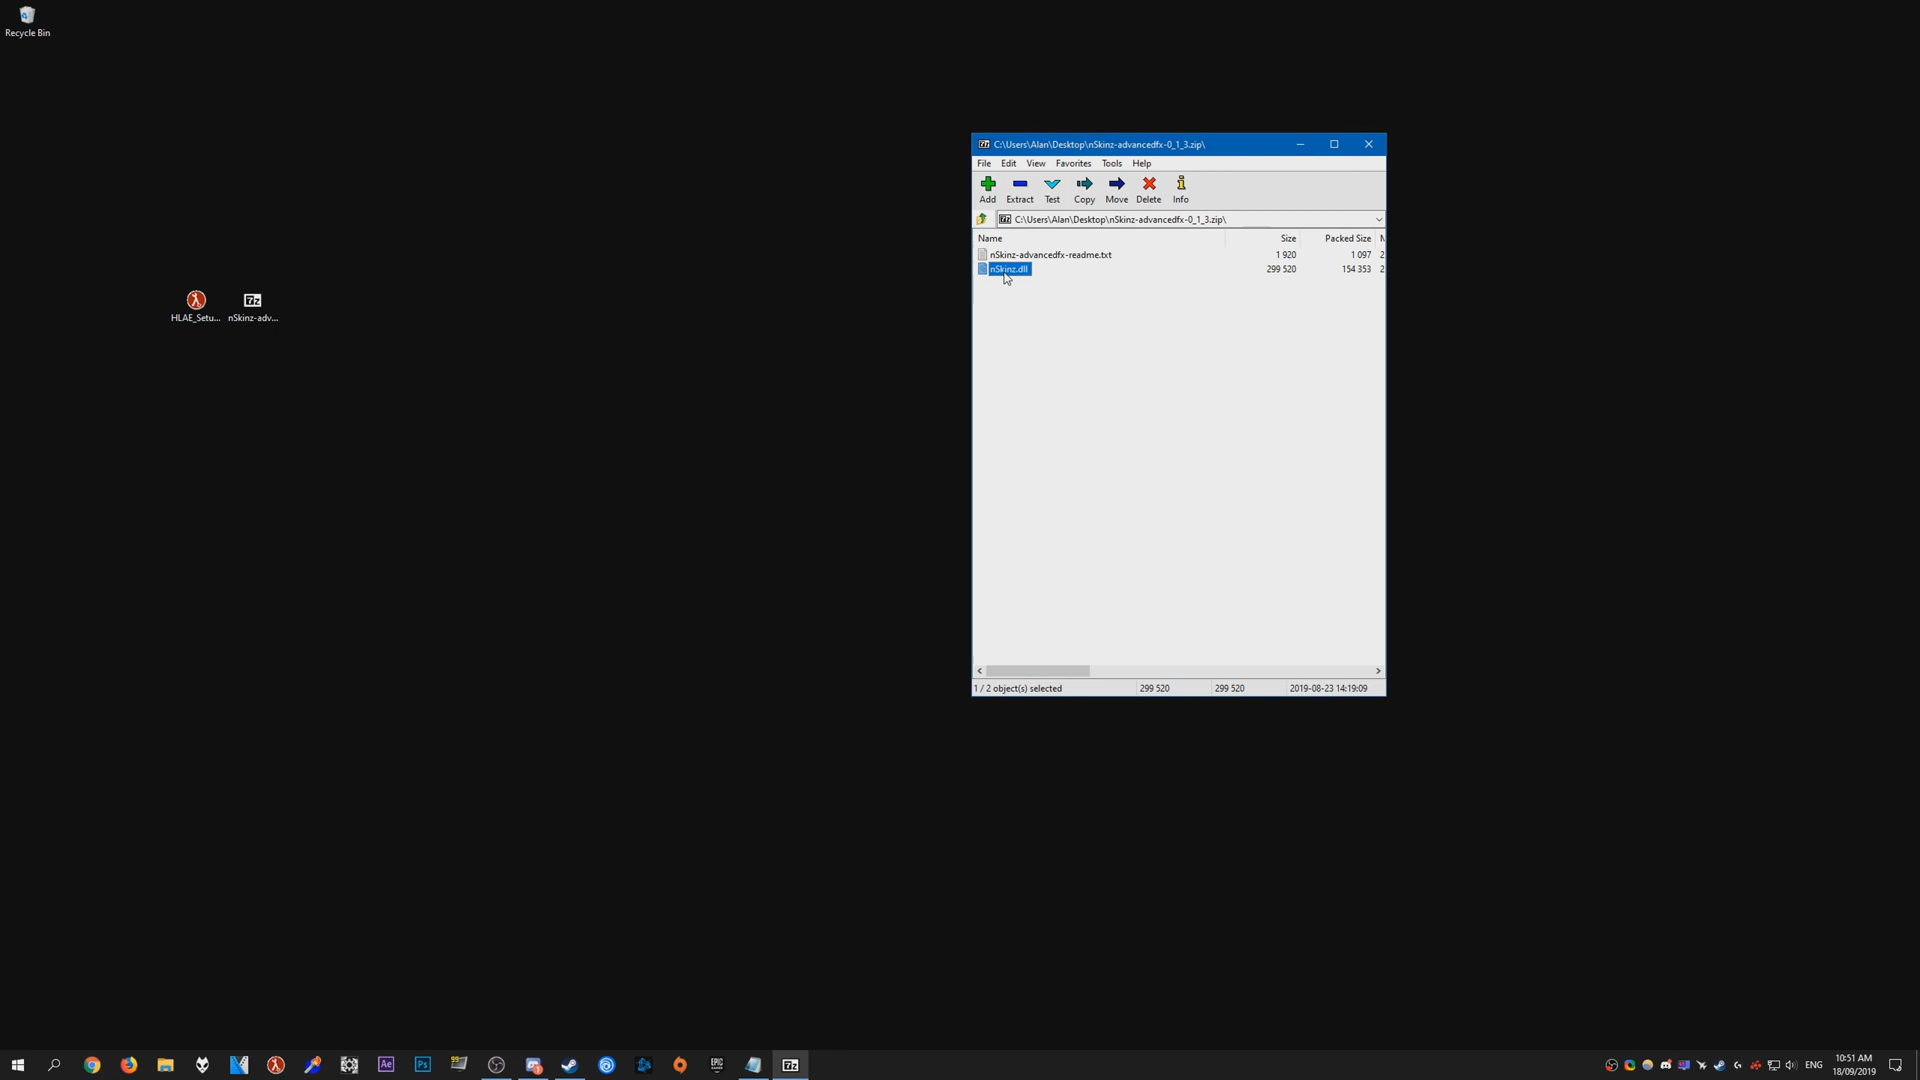 Recycle Bin
HLAE_Setu...
nSkinz-adv...
C:\Users\Alan\Desktop\nSkinz-advancedfx-0_1_3.zip\
File Edit View Favorites Tools Help
Add Extract Test Copy Move Delete Info
C:\Users\Alan\Desktop\nSkinz-advancedfx-0_1_3.zip\
Name Size Packed Size
nSkinz-advancedfx-readme.txt 1 920 1 097 2
nSkinz.dll 299 520 154 353 2
1 / 2 object(s) selected 299 520 299 520 2019-08-23 14:19:09
ENG
10:51 AM
18/09/2019